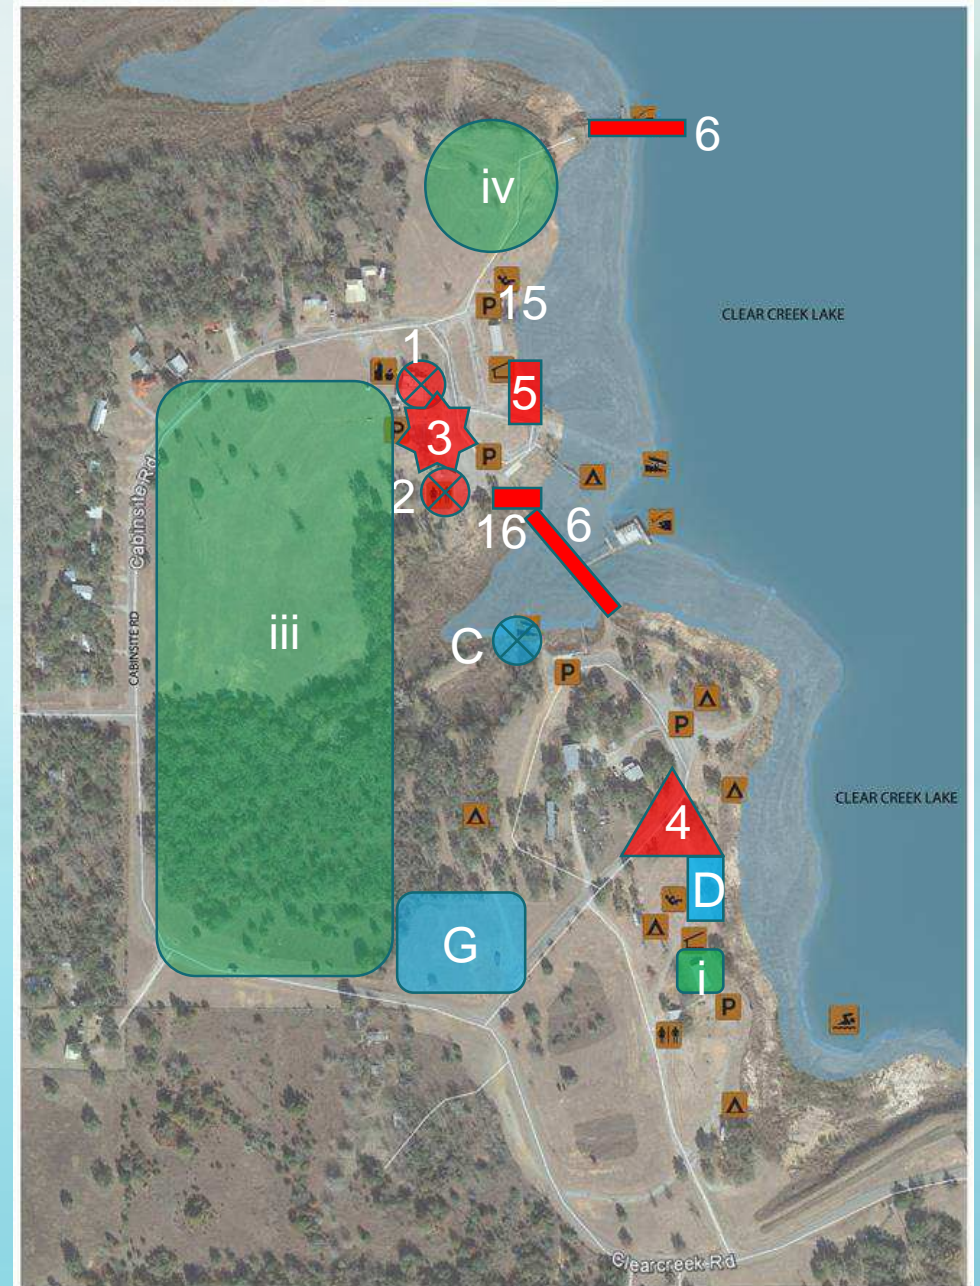 6
iv
15
CLEAR CREEK LAKE
P
1
5
P
3
P
2
16
6
Cabinsite Rd
iii
CABINSITE RD
C
P
P
CLEAR CREEK LAKE
4
D
G
i
P
Clearcreek Rd